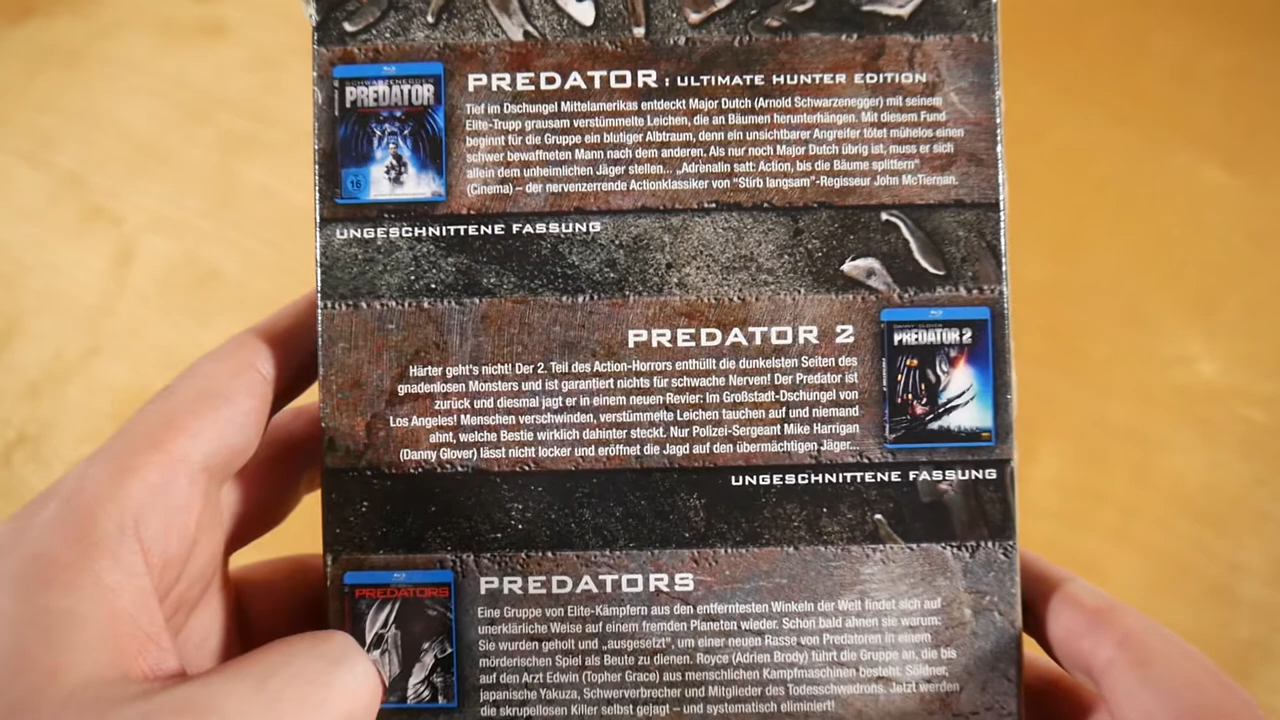 SCHWARZENEGGER
PREDATOR
16
PREDATOR: ULTIMATE HUNTER EDITION
Tief im Dschungel Mittelamerikas entdeckt Major Dutch (Arnold Schwarzenegger) mit seinem
Elite-Trupp grausam verstümmelte Leichen, die an Bäumen herunterhängen. Mit diesem Fund
beginnt für die Gruppe ein blutiger Albtraum, denn ein unsichtbarer Angreifer tötet mühelos einen
schwer bewaffneten Mann nach dem anderen. Als nur noch Major Dutch übrig ist, muss er sich
allein dem unheimlichen Jäger stellen... „Adrenalin satt: Action, bis die Bäume splittern"
(Cinema) – der nervenzerrende Actionklassiker von "Stirb langsam"-Regisseur John McTiernan.
UNGESCHNITTENE FASSUNG
PREDATOR 2
Härter geht's nicht! Der 2. Teil des Action-Horrors enthüllt die dunkelsten Seiten des
gnadenlosen Monsters und ist garantiert nichts für schwache Nerven! Der Predator ist
zurück und diesmal jagt er in einem neuen Revier: Im Großstadt-Dschungel von
Los Angeles! Menschen verschwinden, verstümmelte Leichen tauchen auf und niemand
ahnt, welche Bestie wirklich dahinter steckt. Nur Polizei-Sergeant Mike Harrigan
(Danny Glover) lässt nicht locker und eröffnet die Jagd auf den übermächtigen Jäger...
DANNY GLOVER
PREDATOR 2
UNGESCHNITTENE FASSUNG
PREDATORS
PREDATORS
Eine Gruppe von Elite-Kämpfern aus den entferntesten Winkeln der Welt findet sich auf
unerklärliche Weise auf einem fremden Planeten wieder. Schon bald ahnen sie warum:
Sie wurden geholt und „ausgesetzt", um einer neuen Rasse von Predatoren in einem
mörderischen Spiel als Beute zu dienen. Royce (Adrien Brody) führt die Gruppe an, die bis
auf den Arzt Edwin (Topher Grace) aus menschlichen Kampfmaschinen besteht: Söldner,
japanische Yakuza, Schwerverbrecher und Mitglieder des Todesschwadrons. Jetzt werden
die skrupellosen Killer selbst gejagt – und systematisch eliminiert!